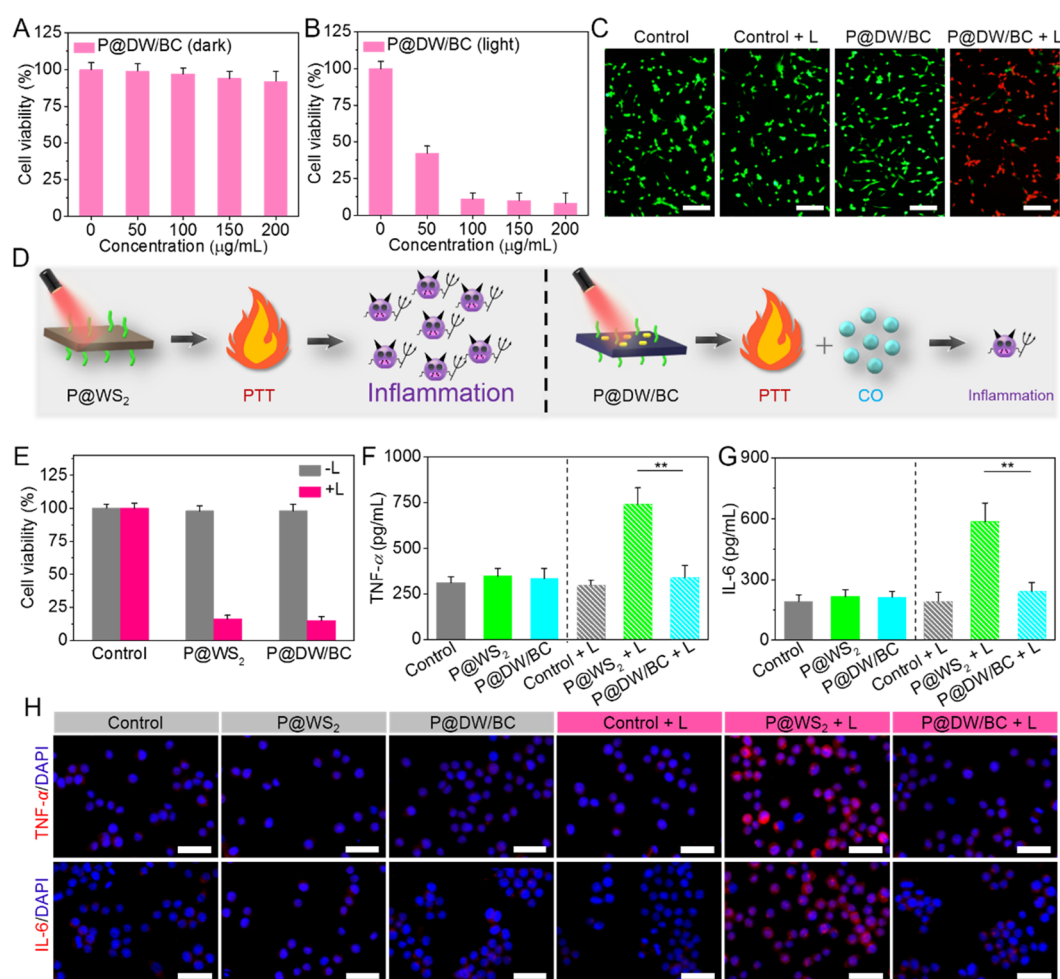 A
P@DW/BC (dark)
Cell viability (%)
125
100
75
50
25
0
0 50 100 150 200
Concentration (μg/mL)
B
P@DW/BC (light)
Cell viability (%)
125
100
75
50
25
0
0 50 100 150 200
Concentration (μg/mL)
C
Control Control + L P@DW/BC P@DW/BC + L
D
P@WS₂ PTT Inflammation
P@DW/BC PTT + CO Inflammation
E
-L
+L
Cell viability (%)
125
100
75
50
25
0
Control P@WS₂ P@DW/BC
F
**
TNF-α (pg/mL)
1000
750
500
250
0
Control P@WS₂ P@DW/BC Control + L P@WS₂ + L P@DW/BC + L
G
**
IL-6 (pg/mL)
900
600
300
0
Control P@WS₂ P@DW/BC Control + L P@WS₂ + L P@DW/BC + L
H
Control P@WS₂ P@DW/BC Control + L P@WS₂ + L P@DW/BC + L
TNF-α/DAPI
IL-6/DAPI